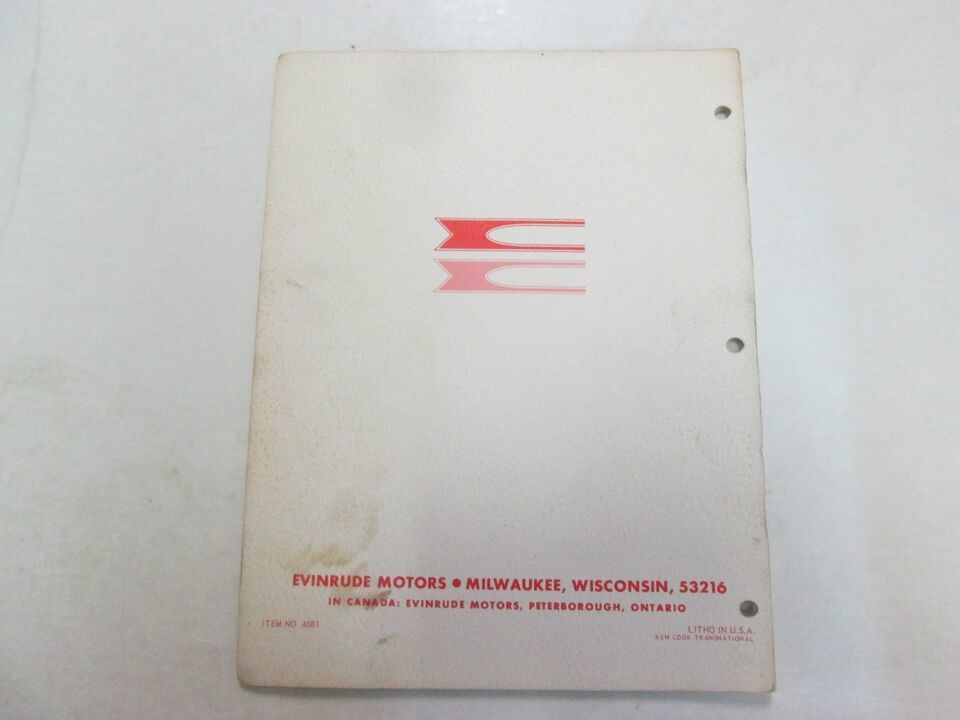 EVINRUDE MOTORS • MILWAUKEE, WISCONSIN, 53216
IN CANADA: EVINRUDE MOTORS, PETERBOROUGH, ONTARIO
ITEM NO. 4681
LITHO IN U.S.A.
KEN COOK TRANSNATIONAL